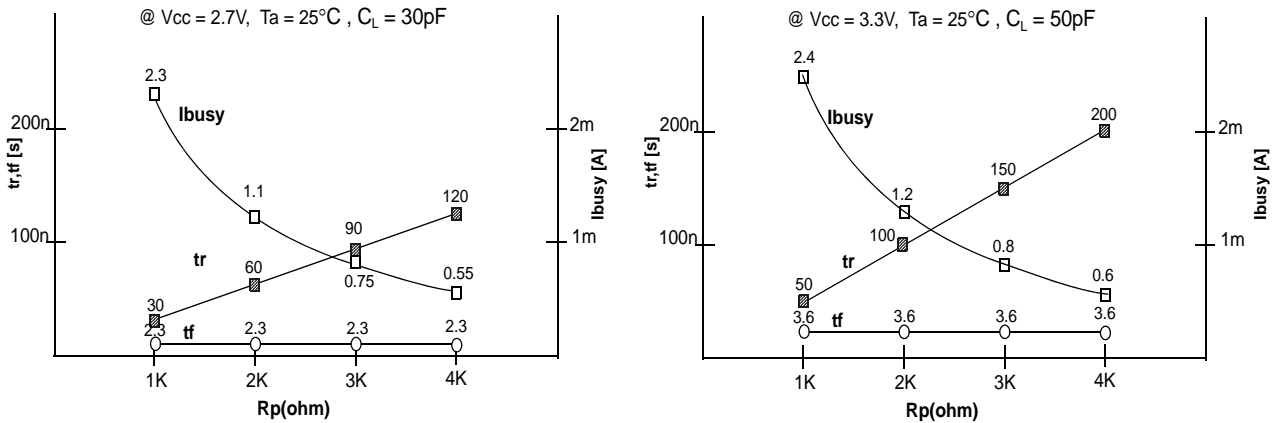 @ Vcc = 2.7V, Ta = 25°C , CL = 30pF
2.3
Ibusy
200n
2m
tr,tf [s]
Ibusy [A]
1.1
120
100n
90
1m
tr
60
0.75
0.55
30
2.3
tf
2.3
2.3
2.3
1K
2K
3K
4K
Rp(ohm)
@ Vcc = 3.3V, Ta = 25°C , CL = 50pF
2.4
Ibusy
200
200n
2m
tr,tf [s]
Ibusy [A]
150
1.2
100
100n
0.8
1m
tr
50
0.6
3.6
tf
3.6
3.6
3.6
1K
2K
3K
4K
Rp(ohm)